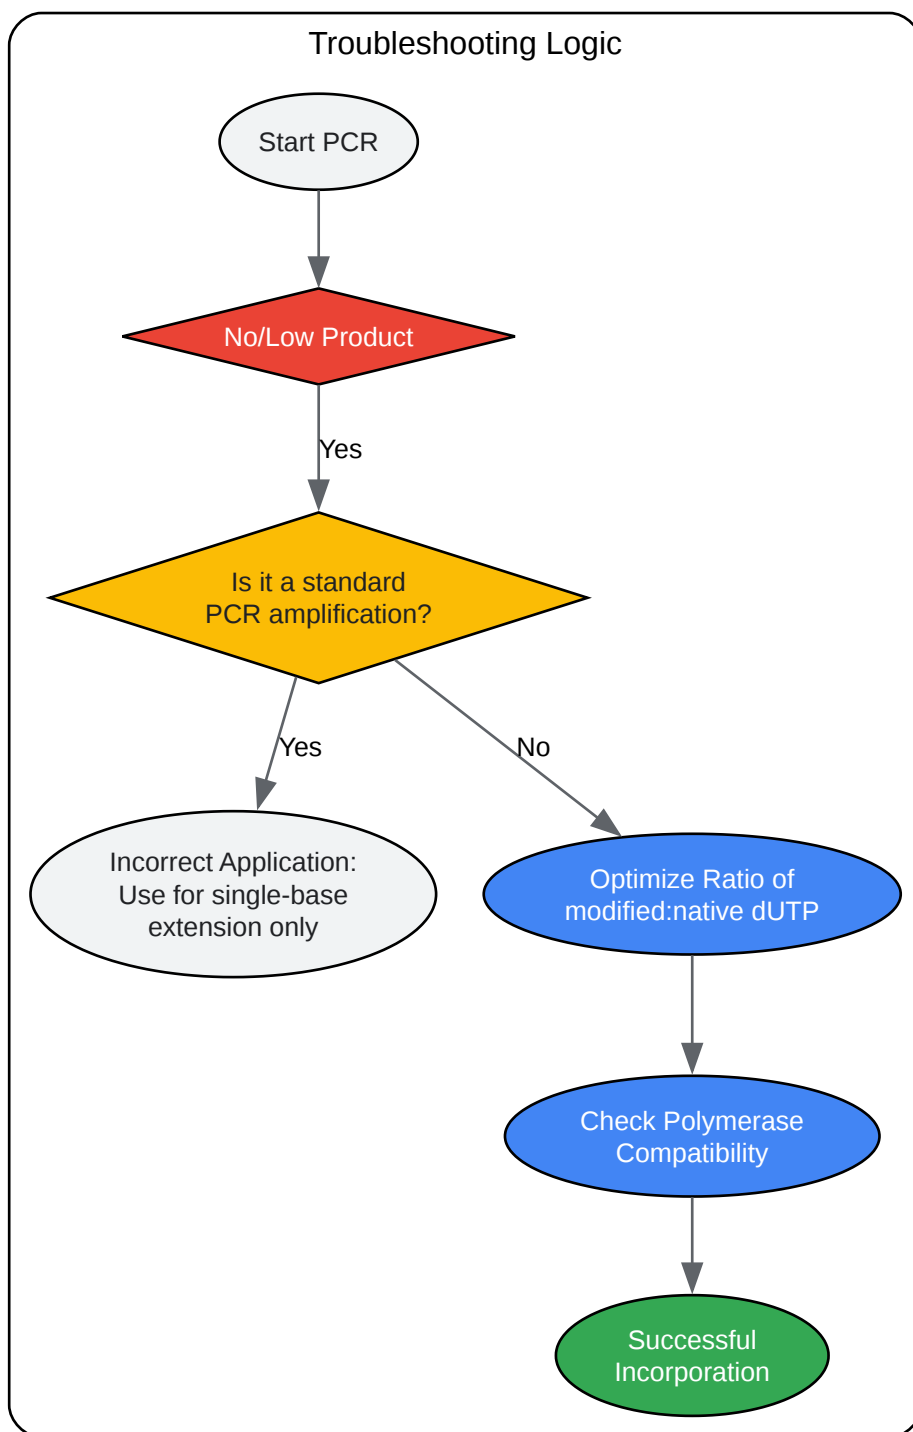 Troubleshooting Logic
Start PCR
No/Low Product
Yes
Is it a standard
PCR amplification?
Yes
No
Incorrect Application:
Use for single-base
extension only
Optimize Ratio of
modified:native dUTP
Check Polymerase
Compatibility
Successful
Incorporation